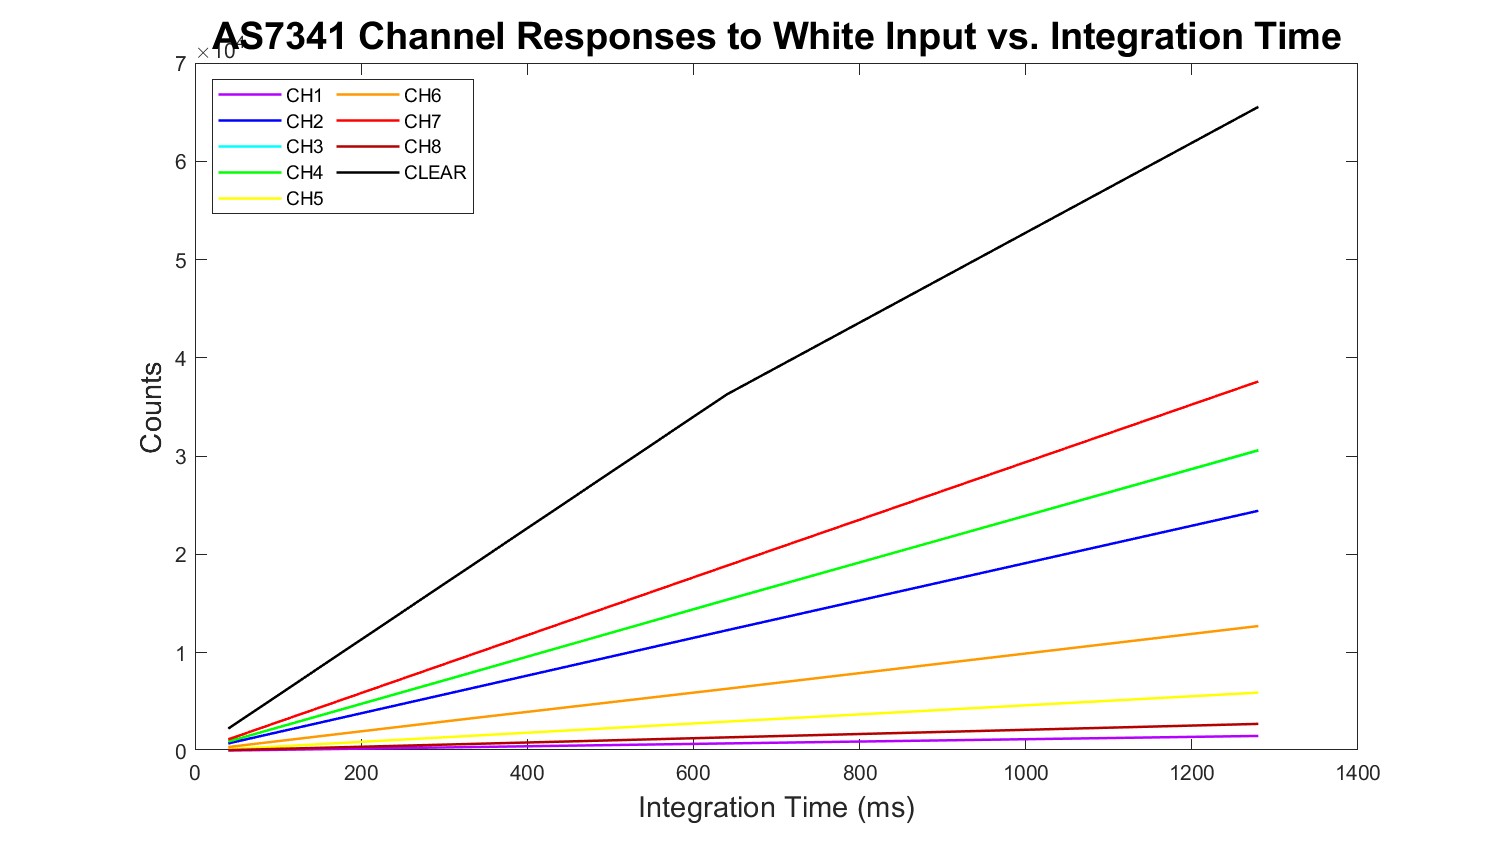 AS7341 Channel Responses to White Input vs. Integration Time
×10⁴
7
6
5
4
3
2
1
0
Counts
CH1
CH2
CH3
CH4
CH5
CH6
CH7
CH8
CLEAR
0 200 400 600 800 1000 1200 1400
Integration Time (ms)